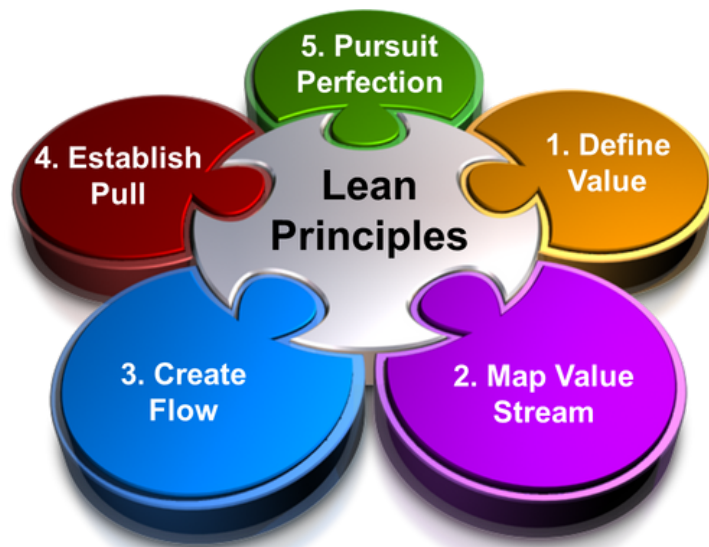 Lean
Principles
1. Define
Value
2. Map Value
Stream
3. Create
Flow
4. Establish
Pull
5. Pursuit
Perfection